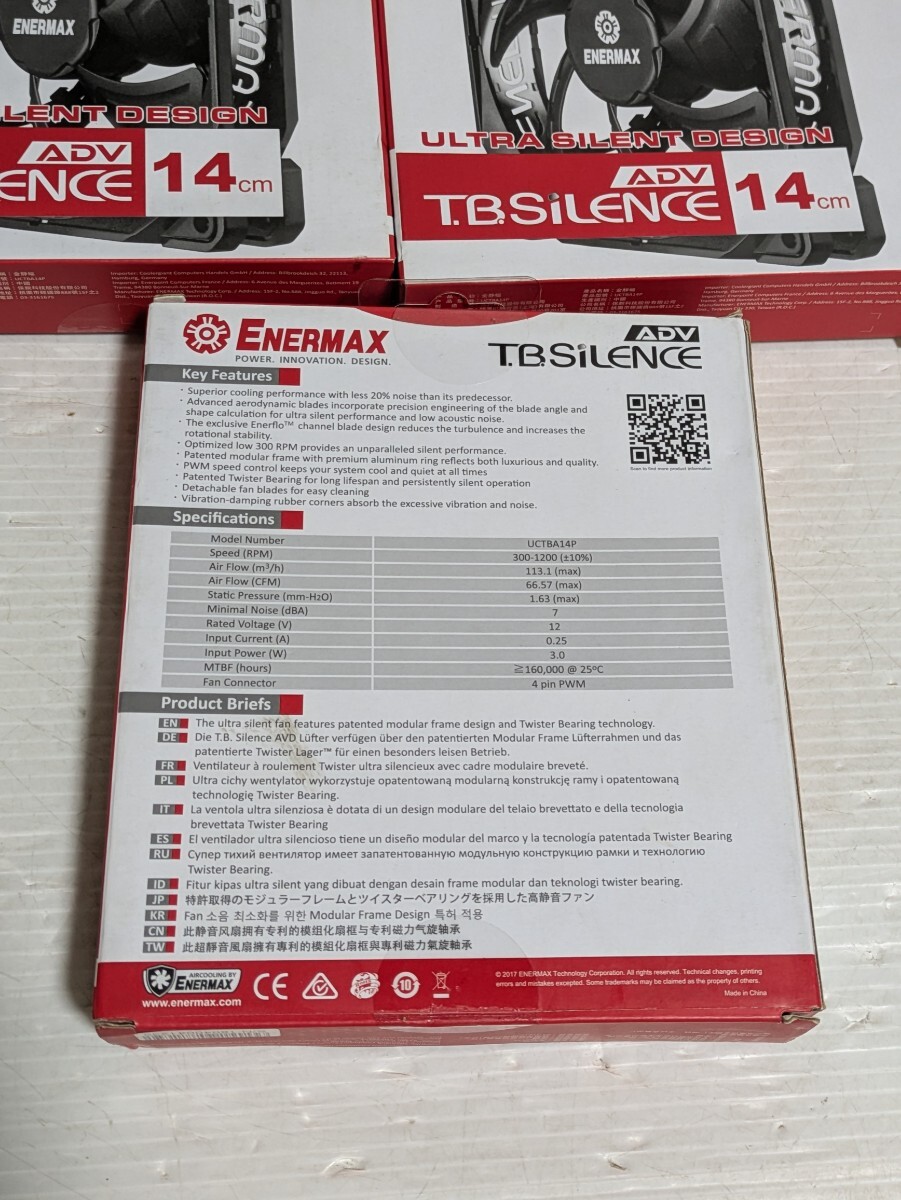 ENERMAX
ENERMAX
LENT DESIGN
ULTRA SILENT DESIGN
ADV
ENCE
14cm
ADV
T.B.SiLENCE
14cm
ENERMAX
POWER. INNOVATION. DESIGN.
ADV
T.B.SiLENCE
Key Features
· Superior cooling performance with less 20% noise than its predecessor.
· Advanced aerodynamic blades incorporate precision engineering of the blade angle and
shape calculation for ultra silent performance and low acoustic noise.
· The exclusive Enerflo™ channel blade design reduces the turbulence and increases the
rotational stability.
· Optimized low 300 RPM provides an unparalleled silent performance.
· Patented modular frame with premium aluminum ring reflects both luxurious and quality.
· PWM speed control keeps your system cool and quiet at all times
· Patented Twister Bearing for long lifespan and persistently silent operation
· Detachable fan blades for easy cleaning
· Vibration-damping rubber corners absorb the excessive vibration and noise.
Scan to find more product information
Specifications
Model Number UCTBA14P
Speed (RPM) 300-1200 (±10%)
Air Flow (m³/h) 113.1 (max)
Air Flow (CFM) 66.57 (max)
Static Pressure (mm-H2O) 1.63 (max)
Minimal Noise (dBA) 7
Rated Voltage (V) 12
Input Current (A) 0.25
Input Power (W) 3.0
MTBF (hours) ≧160,000 @ 25ºC
Fan Connector 4 pin PWM
Product Briefs
EN The ultra silent fan features patented modular frame design and Twister Bearing technology.
DE Die T.B. Silence AVD Lüfter verfügen über den patentierten Modular Frame Lüfterrahmen und das
patentierte Twister Lager™ für einen besonders leisen Betrieb.
FR Ventilateur à roulement Twister ultra silencieux avec cadre modulaire breveté.
PL Ultra cichy wentylator wykorzystuje opatentowaną modularną konstrukcję ramy i opatentowaną
technologię Twister Bearing.
IT La ventola ultra silenziosa è dotata di un design modulare del telaio brevettato e della tecnologia
brevettata Twister Bearing
ES El ventilador ultra silencioso tiene un diseño modular del marco y la tecnología patentada Twister Bearing
RU Супер тихий вентилятор имеет запатентованную модульную конструкцию рамки и технологию
Twister Bearing.
ID Fitur kipas ultra silent yang dibuat dengan desain frame modular dan teknologi twister bearing.
JP 特許取得のモジュラーフレームとツイスターベアリングを採用した高静音ファン
KR Fan 소음 최소화를 위한 Modular Frame Design 특허 적용
CN 此静音风扇拥有专利的模组化扇框与专利磁力气旋轴承
TW 此超靜音風扇擁有專利的模組化扇框與專利磁力氣旋軸承
AIRCOOLING BY
ENERMAX
www.enermax.com
CE
10
© 2017 ENERMAX Technology Corporation. All rights reserved. Technical changes, printing
errors and mistakes excepted. Some trademarks may be claimed as the property of others.
Made in China